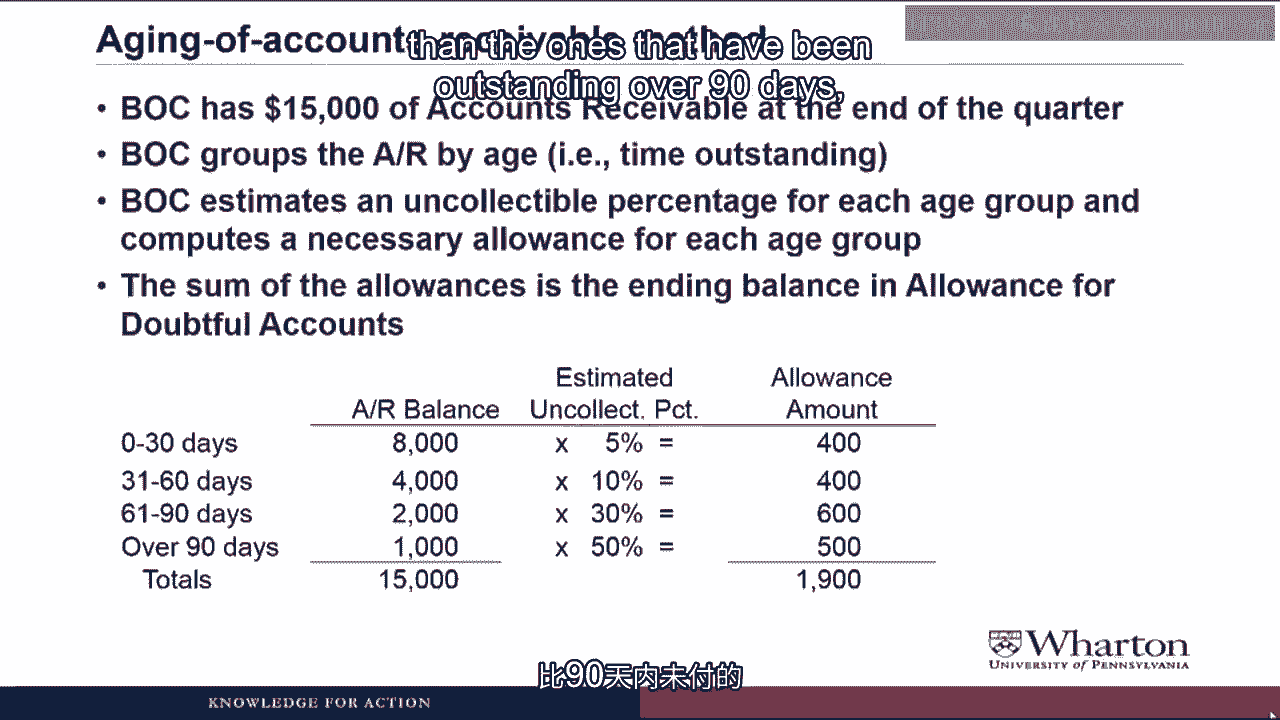 Aging-of-accounts-receivable method
than the ones that have been
outstanding over 90 days,
• BOC has $15,000 of Accounts Receivable at the end of the quarter
• BOC groups the A/R by age (i.e., time outstanding)
• BOC estimates an uncollectible percentage for each age group and
computes a necessary allowance for each age group
• The sum of the allowances is the ending balance in Allowance for
Doubtful Accounts
Estimated Allowance
A/R Balance Uncollect. Pct. Amount
0-30 days 8,000 x 5% = 400
31-60 days 4,000 x 10% = 400
61-90 days 2,000 x 30% = 600
Over 90 days 1,000 x 50% = 500
Totals 15,000 1,900
Wharton
UNIVERSITY of PENNSYLVANIA
比90天内未付的
KNOWLEDGE FOR ACTION